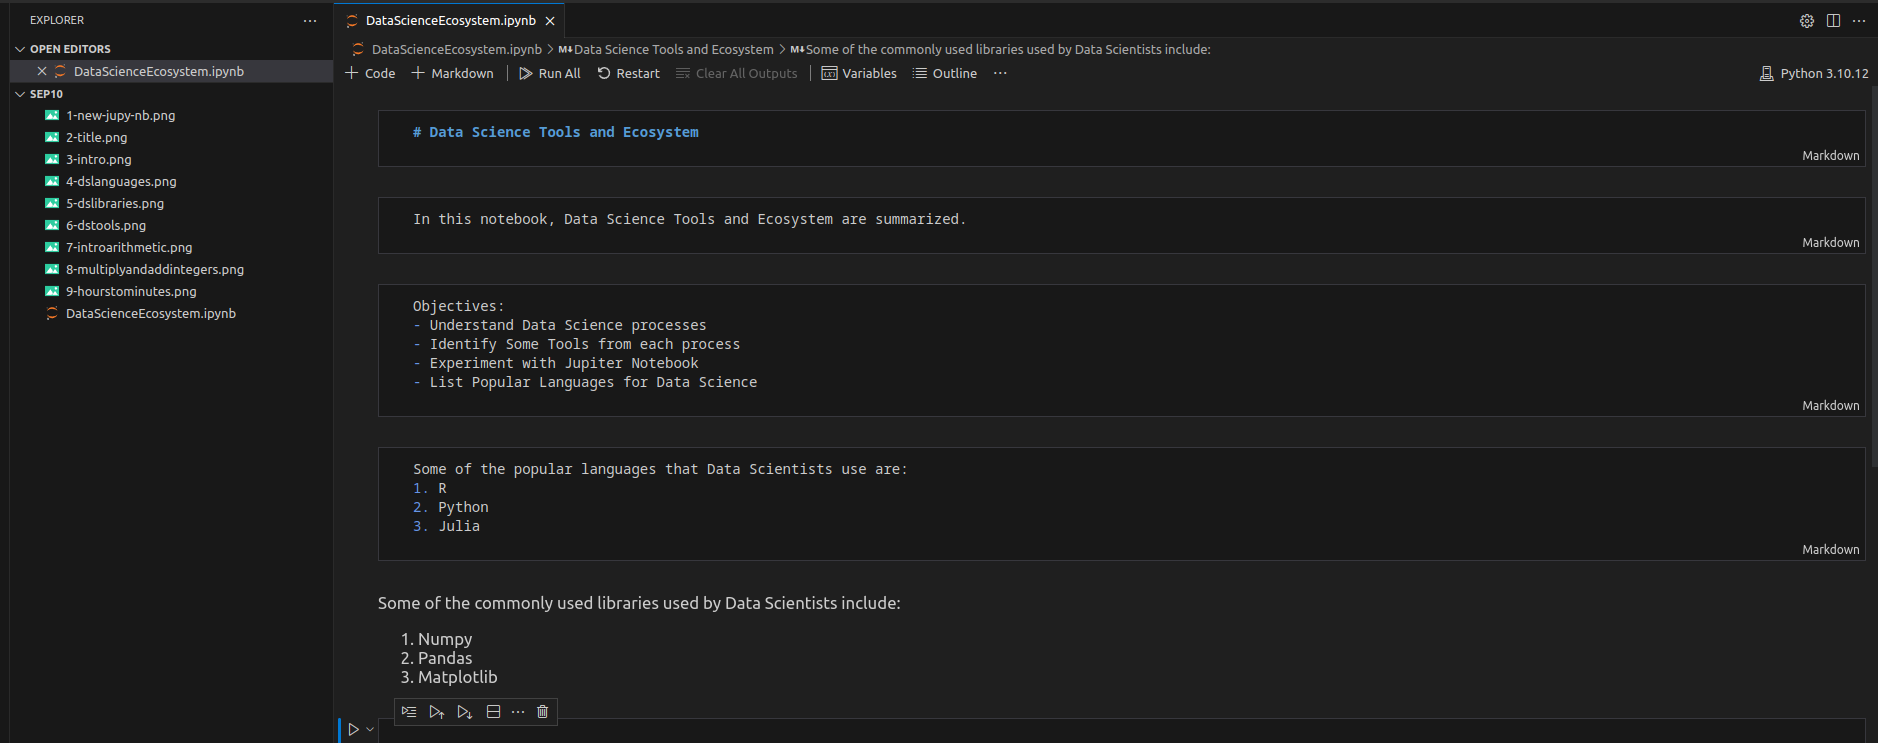 EXPLORER
OPEN EDITORS
DataScienceEcosystem.ipynb
SEP10
1-new-jupy-nb.png
2-title.png
3-intro.png
4-dslanguages.png
5-dslibraries.png
6-dstools.png
7-introarithmetic.png
8-multiplyandaddintegers.png
9-hourstominutes.png
DataScienceEcosystem.ipynb
DataScienceEcosystem.ipynb
DataScienceEcosystem.ipynb > M↓Data Science Tools and Ecosystem > M↓Some of the commonly used libraries used by Data Scientists include:
+ Code + Markdown | Run All Restart Clear All Outputs | Variables Outline ··· Python 3.10.12
# Data Science Tools and Ecosystem
Markdown
In this notebook, Data Science Tools and Ecosystem are summarized.
Markdown
Objectives:
- Understand Data Science processes
- Identify Some Tools from each process
- Experiment with Jupiter Notebook
- List Popular Languages for Data Science
Markdown
Some of the popular languages that Data Scientists use are:
1. R
2. Python
3. Julia
Markdown
Some of the commonly used libraries used by Data Scientists include:
1. Numpy
2. Pandas
3. Matplotlib